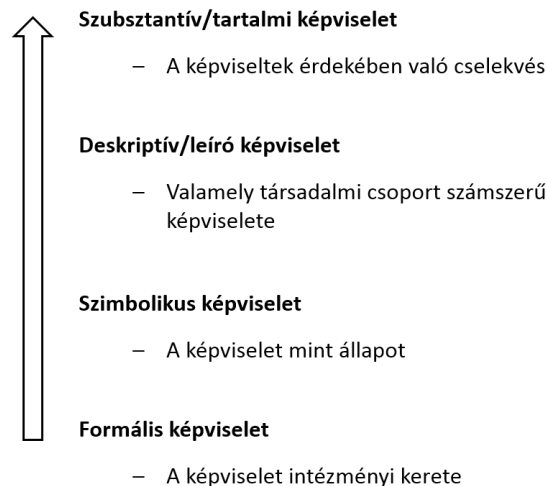 Szubsztantív/tartalmi képviselet
– A képviseltek érdekében való cselekvés
Deskriptív/leíró képviselet
– Valamely társadalmi csoport számszerű
képviselete
Szimbolikus képviselet
– A képviselet mint állapot
Formális képviselet
– A képviselet intézményi kerete